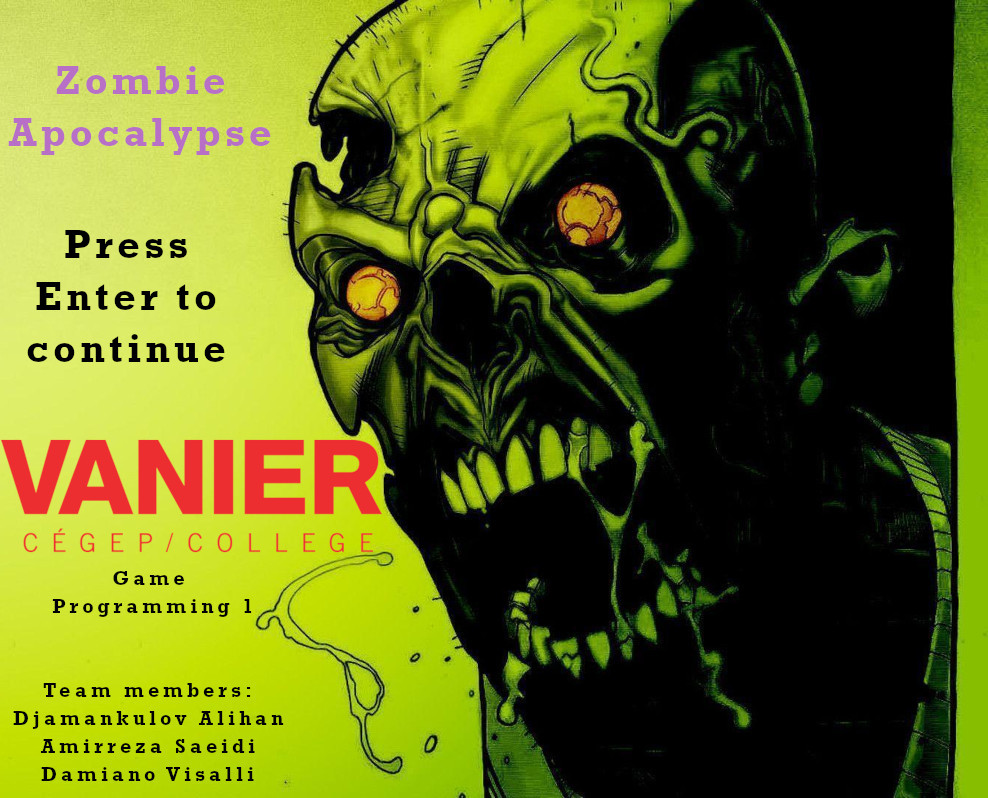 Zombie
Apocalypse
Press
Enter to
continue
VANIER
CÉGEP/COLLEGE
Game
Programming 1
Team members:
Djamankulov Alihan
Amirreza Saeidi
Damiano Visalli